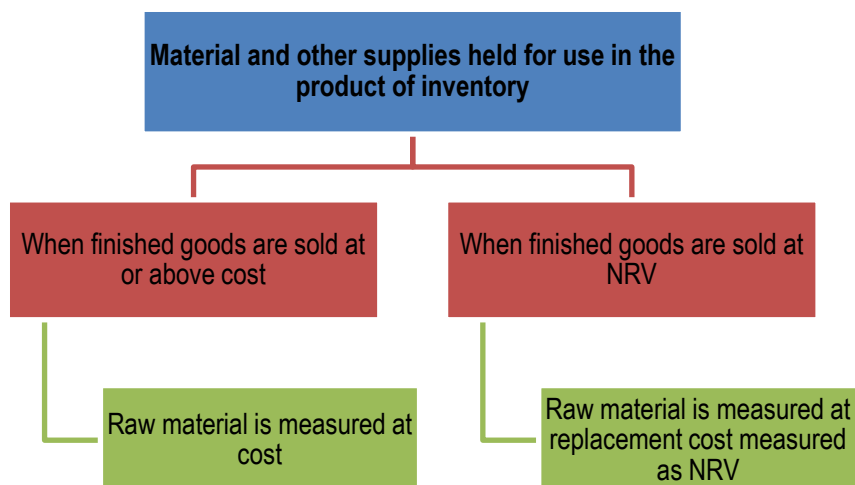 Material and other supplies held for use in the
product of inventory
When finished goods are sold at
or above cost
When finished goods are sold at
NRV
Raw material is measured at
cost
Raw material is measured at
replacement cost measured
as NRV